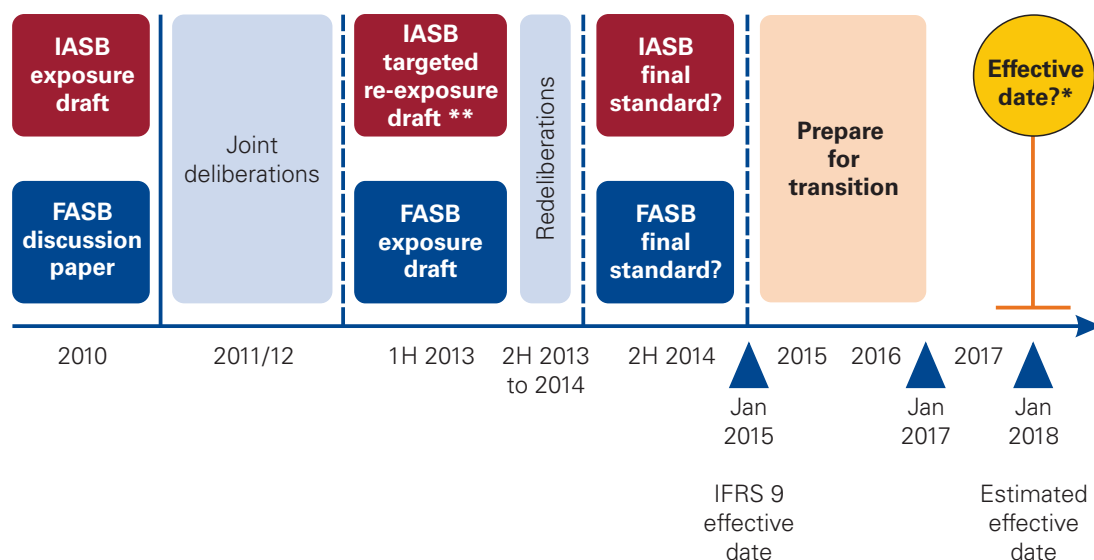 IASB
exposure
draft
FASB
discussion
paper
Joint
deliberations
IASB
targeted
re-exposure
draft **
FASB
exposure
draft
Redeliberations
IASB
final
standard?
FASB
final
standard?
Prepare
for
transition
Effective
date?*
2010
2011/12
1H 2013
2H 2013
to 2014
2H 2014
2015
2016
2017
Jan
2015
Jan
2017
Jan
2018
IFRS 9
effective
date
Estimated
effective
date